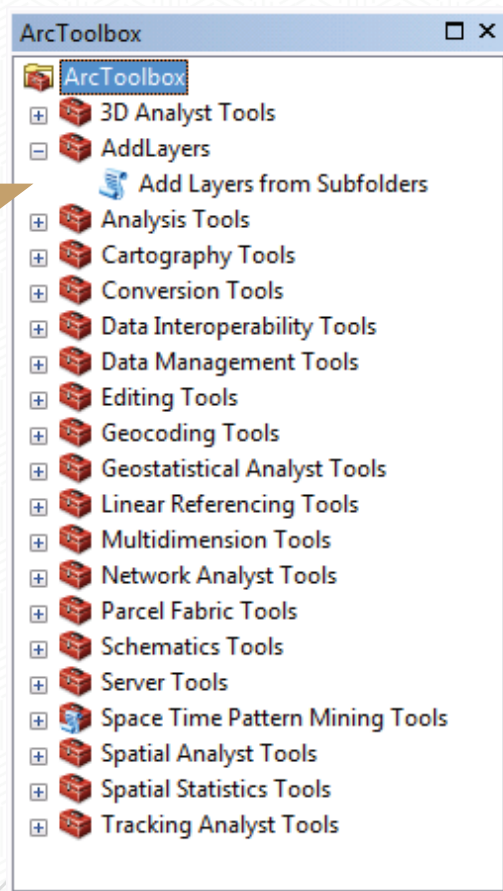 ArcToolbox
ArcToolbox
3D Analyst Tools
AddLayers
Add Layers from Subfolders
Analysis Tools
Cartography Tools
Conversion Tools
Data Interoperability Tools
Data Management Tools
Editing Tools
Geocoding Tools
Geostatistical Analyst Tools
Linear Referencing Tools
Multidimension Tools
Network Analyst Tools
Parcel Fabric Tools
Schematics Tools
Server Tools
Space Time Pattern Mining Tools
Spatial Analyst Tools
Spatial Statistics Tools
Tracking Analyst Tools